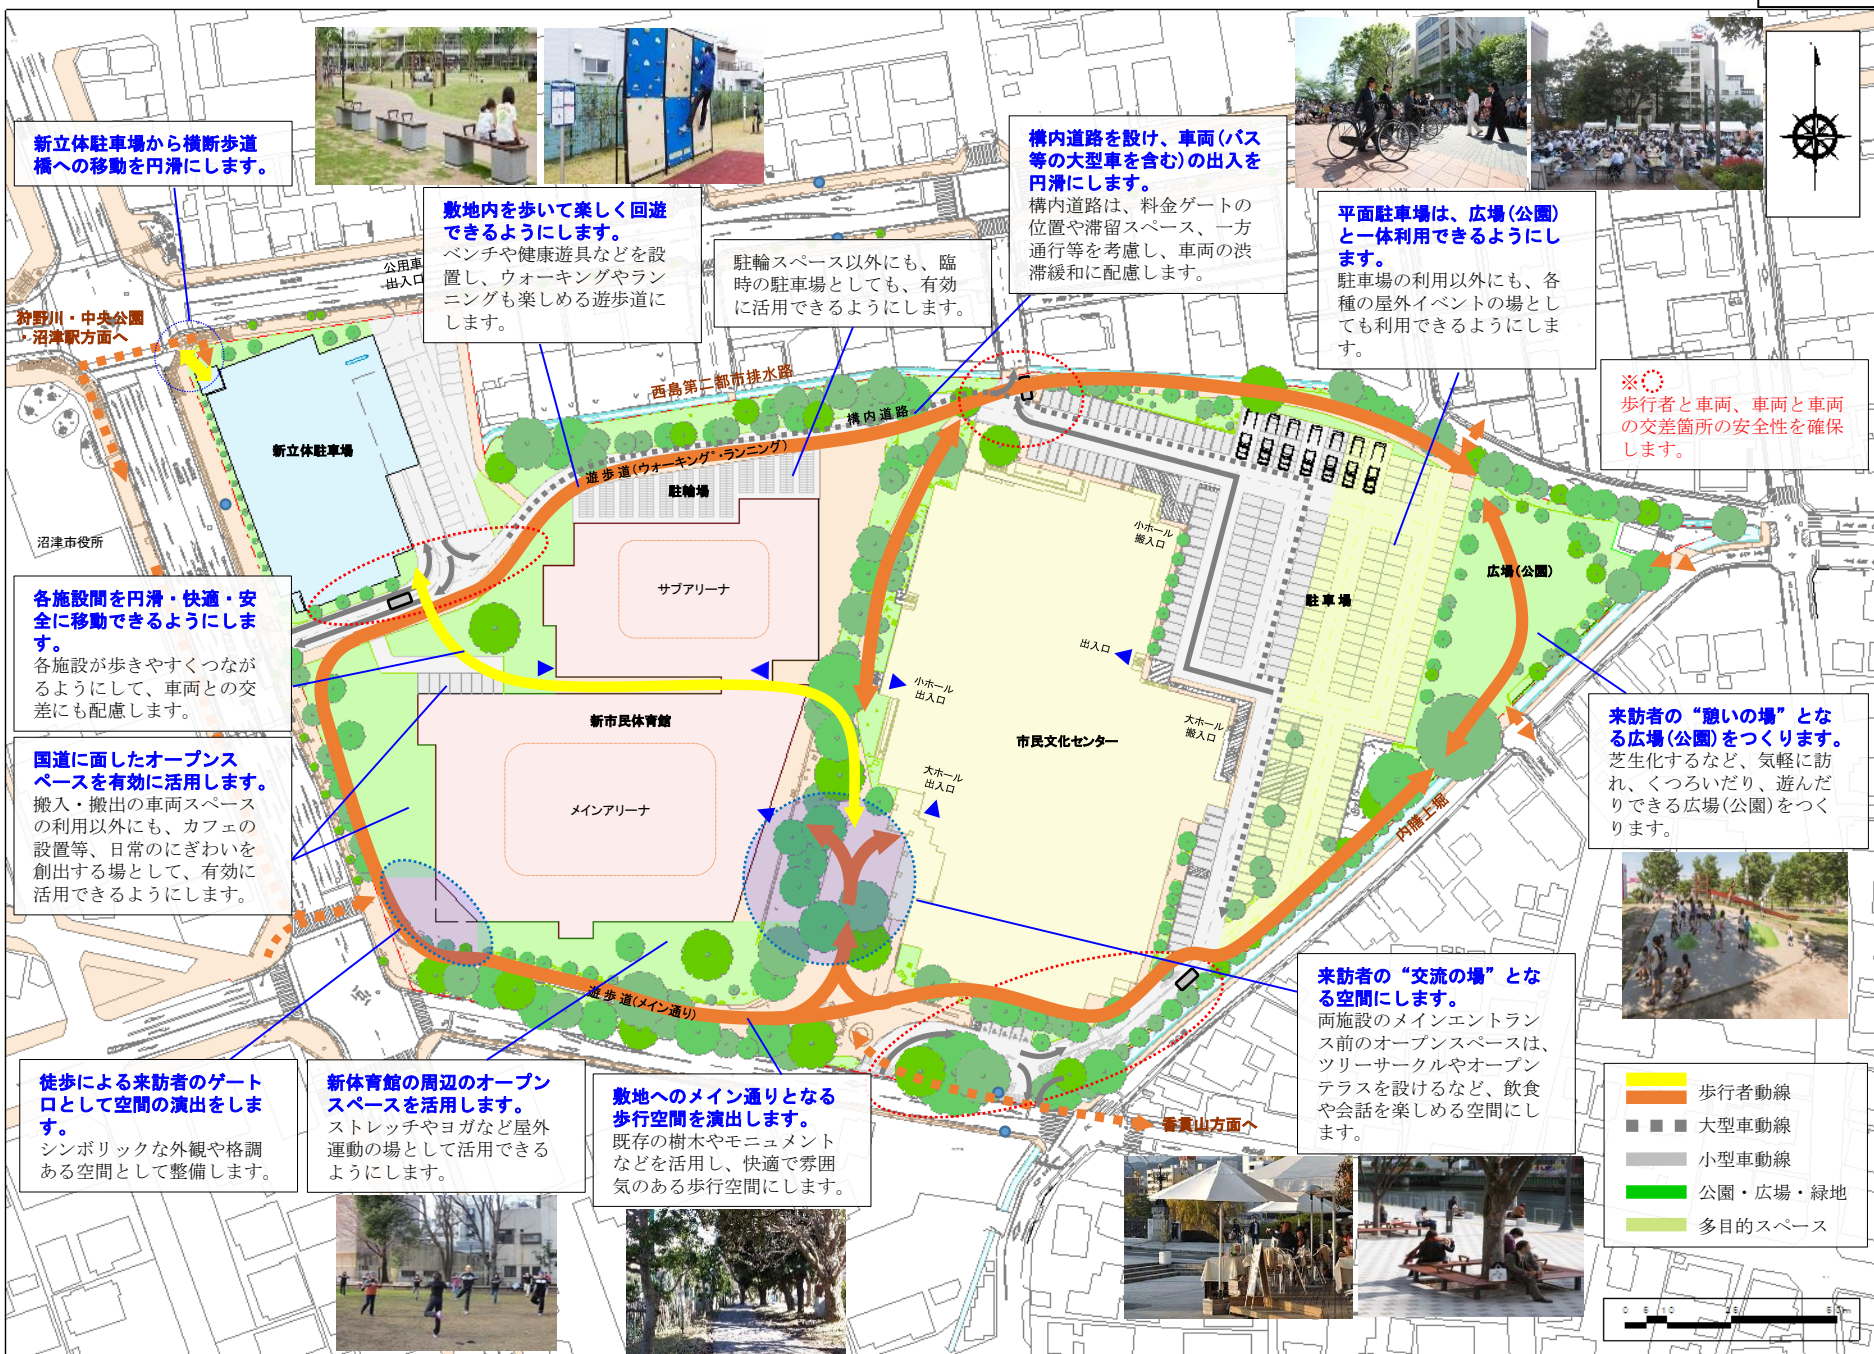 新立体駐車場から横断歩道
橋への移動を円滑にします。
敷地内を歩いて楽しく回遊
できるようにします。
ベンチや健康遊具などを設
置し、ウォーキングやラン
ニングも楽しめる遊歩道に
します。
駐輪スペース以外にも、臨
時の駐車場としても、有効
に活用できるようにします。
構内道路を設け、車両(バス
等の大型車を含む)の出入を
円滑にします。
構内道路は、料金ゲートの
位置や滞留スペース、一方
通行等を考慮し、車両の渋
滞緩和に配慮します。
平面駐車場は、広場(公園)
と一体利用できるようにし
ます。
駐車場の利用以外にも、各
種の屋外イベントの場とし
ても利用できるようにしま
す。
※
歩行者と車両、車両と車両
の交差箇所の安全性を確保
します。
公用車
出入口
狩野川・中央公園
・沼津駅方面へ
西島第二都市排水路
構内道路
遊歩道(ウォーキング・ランニング)
新立体駐車場
駐輪場
沼津市役所
サブアリーナ
小ホール
搬入口
駐車場
広場(公園)
出入口
小ホール
出入口
大ホール
搬入口
市民文化センター
新市民体育館
大ホール
出入口
メインアリーナ
内膳上堀
遊歩道(メイン通り)
香貫山方面へ
各施設間を円滑・快適・安
全に移動できるようにしま
す。
各施設が歩きやすくつなが
るようにして、車両との交
差にも配慮します。
国道に面したオープンス
ペースを有効に活用します。
搬入・搬出の車両スペース
の利用以外にも、カフェの
設置等、日常のにぎわいを
創出する場として、有効に
活用できるようにします。
来訪者の“憩いの場”とな
る広場(公園)をつくります。
芝生化するなど、気軽に訪
れ、くつろいだり、遊んだ
りできる広場(公園)をつく
ります。
来訪者の“交流の場”とな
る空間にします。
両施設のメインエントラン
ス前のオープンスペースは、
ツリーサークルやオープン
テラスを設けるなど、飲食
や会話を楽しめる空間にし
ます。
徒歩による来訪者のゲート
口として空間の演出をしま
す。
シンボリックな外観や格調
ある空間として整備します。
新体育館の周辺のオープン
スペースを活用します。
ストレッチやヨガなど屋外
運動の場として活用できる
ようにします。
敷地へのメイン通りとなる
歩行空間を演出します。
既存の樹木やモニュメント
などを活用し、快適で雰囲
気のある歩行空間にします。
歩行者動線
大型車動線
小型車動線
公園・広場・緑地
多目的スペース
0 5 10 25 50m